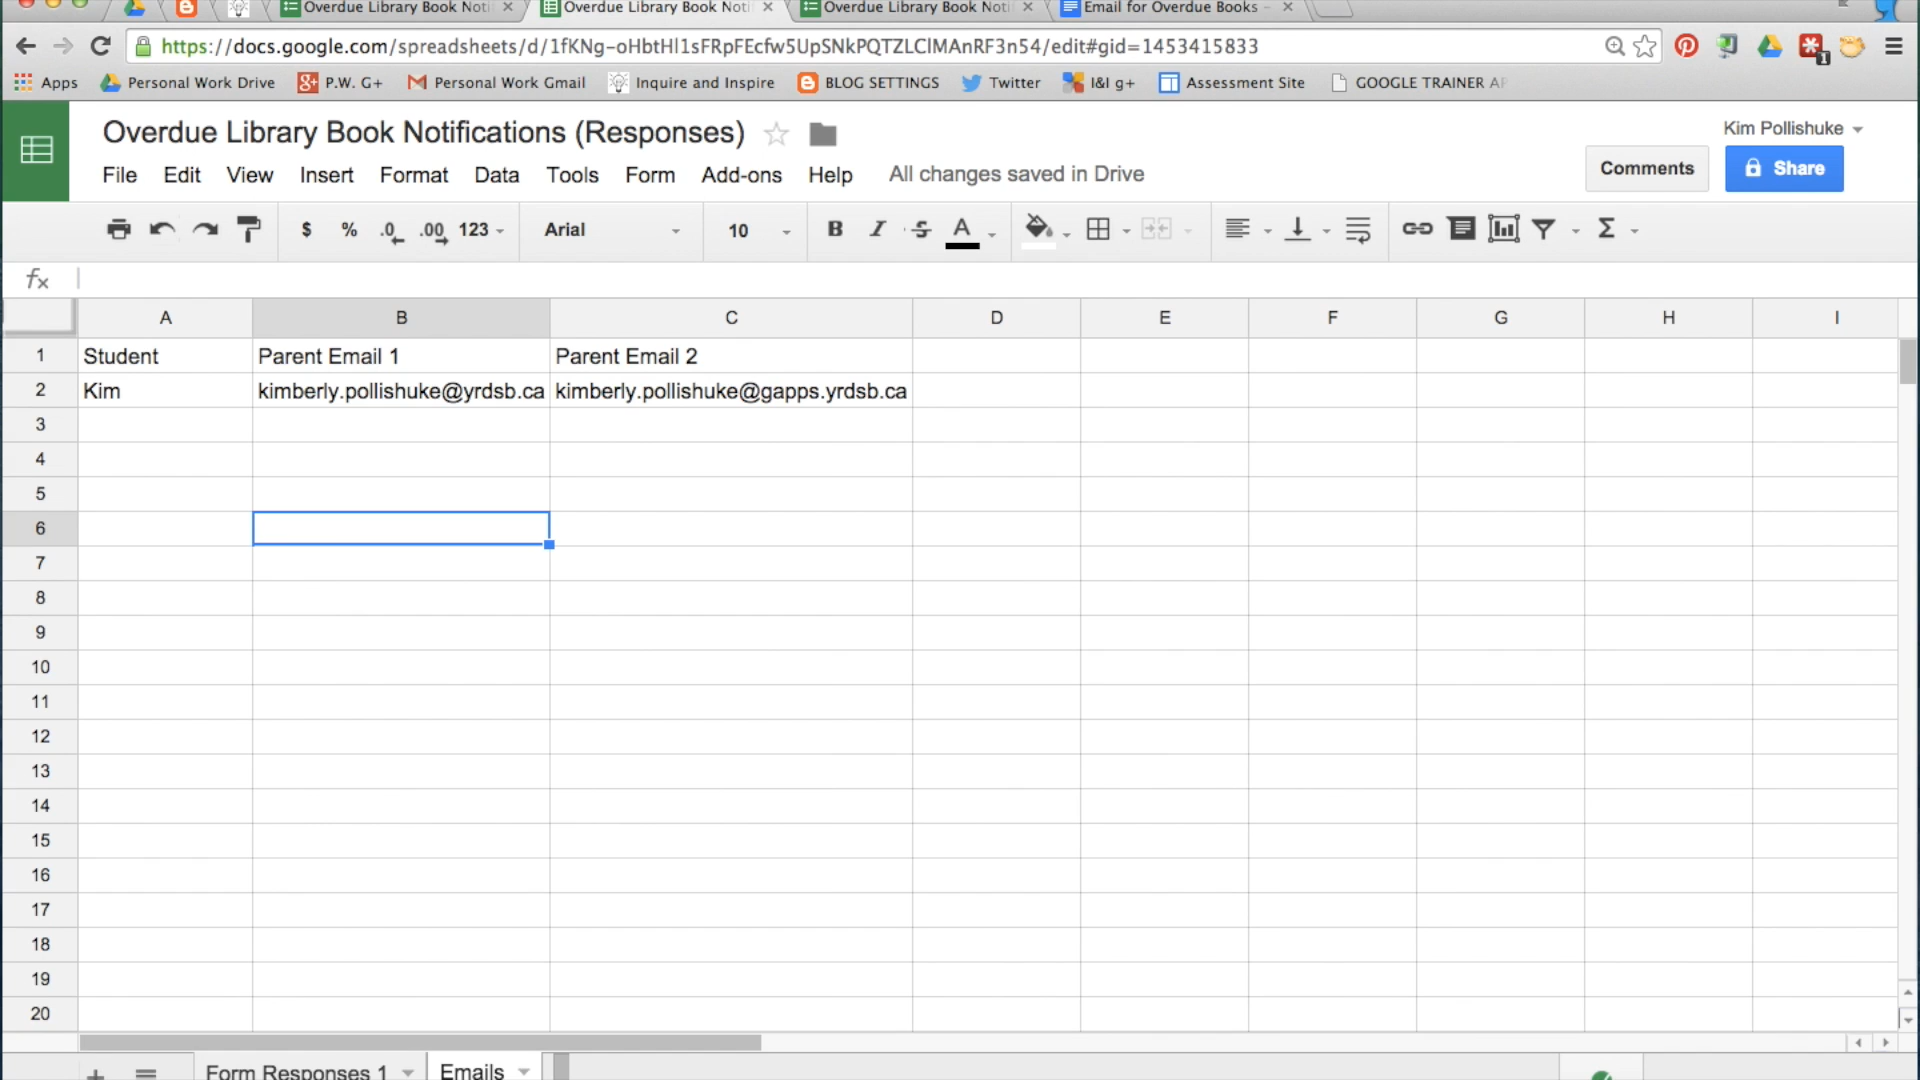 Overdue Library Book Noti
Overdue Library Book Noti
Overdue Library Book Noti
Email for Overdue Books -
https://docs.google.com/spreadsheets/d/1fKNg-oHbtHl1sFRpFEcfw5UpSNkPQTZLClMAnRF3n54/edit#gid=1453415833
1
Apps
Personal Work Drive
P.W. G+
Personal Work Gmail
Inquire and Inspire
BLOG SETTINGS
Twitter
I&I g+
Assessment Site
GOOGLE TRAINER AP
Overdue Library Book Notifications (Responses)
Kim Pollishuke
File Edit View Insert Format Data Tools Form Add-ons Help All changes saved in Drive
Comments
Share
$ % .0 .00 123 Arial 10 B I S A Σ
fx
A B C D E F G H I
1 Student Parent Email 1 Parent Email 2
2 Kim kimberly.pollishuke@yrdsb.ca kimberly.pollishuke@gapps.yrdsb.ca
3
4
5
6
7
8
9
10
11
12
13
14
15
16
17
18
19
20
+ Form Responses 1 Emails